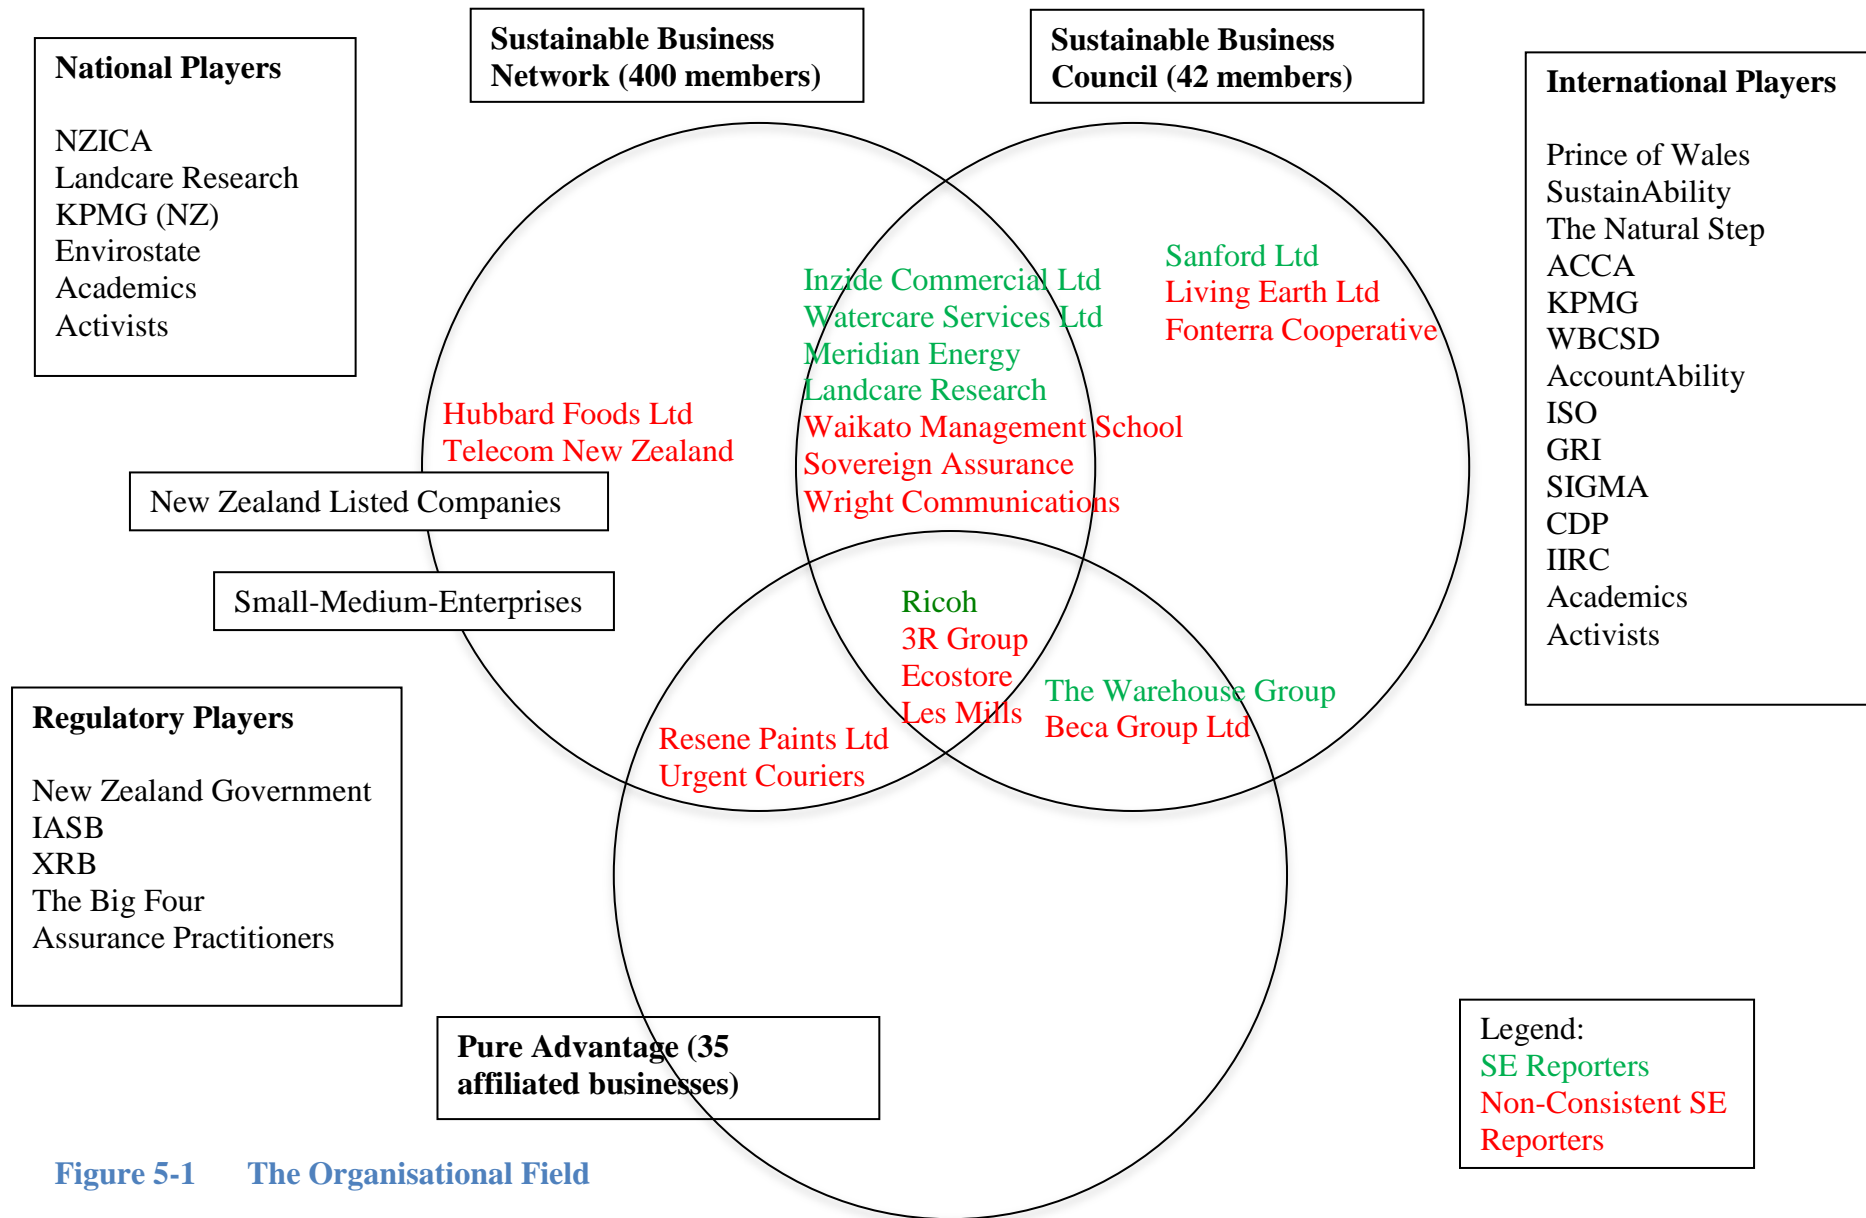 National Players
NZICA
Landcare Research
KPMG (NZ)
Envirostate
Academics
Activists
Sustainable Business
Network (400 members)
Sustainable Business
Council (42 members)
International Players
Prince of Wales
SustainAbility
The Natural Step
ACCA
KPMG
WBCSD
AccountAbility
ISO
GRI
SIGMA
CDP
IIRC
Academics
Activists
Inzide Commercial Ltd
Watercare Services Ltd
Meridian Energy
Landcare Research
Waikato Management School
Sovereign Assurance
Wright Communications
Sanford Ltd
Living Earth Ltd
Fonterra Cooperative
Hubbard Foods Ltd
Telecom New Zealand
New Zealand Listed Companies
Small-Medium-Enterprises
Ricoh
3R Group
Ecostore
Les Mills
The Warehouse Group
Beca Group Ltd
Resene Paints Ltd
Urgent Couriers
Regulatory Players
New Zealand Government
IASB
XRB
The Big Four
Assurance Practitioners
Pure Advantage (35
affiliated businesses)
Legend:
SE Reporters
Non-Consistent SE
Reporters
Figure 5-1 The Organisational Field